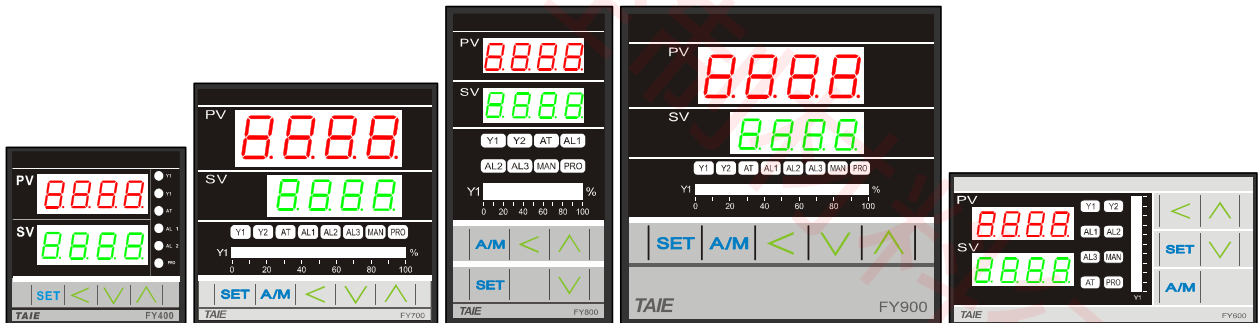 PV
8.8.8.8.
SV
8.8.8.8.
Y1
Y1
AT
AL 1
AL 2
PRO
SET
TAIE FY400
PV
8.8.8.8.
SV
8.8.8.8.
Y1 Y2 AT AL1 AL2 AL3 MAN PRO
Y1 %
0 20 40 60 80 100
SET A/M
TAIE FY700
PV
8.8.8.8.
SV
8.8.8.8.
Y1 Y2 AT AL1
AL2 AL3 MAN PRO
Y1 %
0 20 40 60 80 100
A/M
SET
TAIE FY800
PV
8.8.8.8.
SV
8.8.8.8.
Y1 Y2 AT AL1 AL2 AL3 MAN PRO
Y1 %
0 20 40 60 80 100
SET A/M
TAIE FY900
PV
8.8.8.8.
SV
8.8.8.8.
Y1 Y2
AL1 AL2
AL3 MAN
AT PRO
Y1
SET
A/M
TAIE FY600